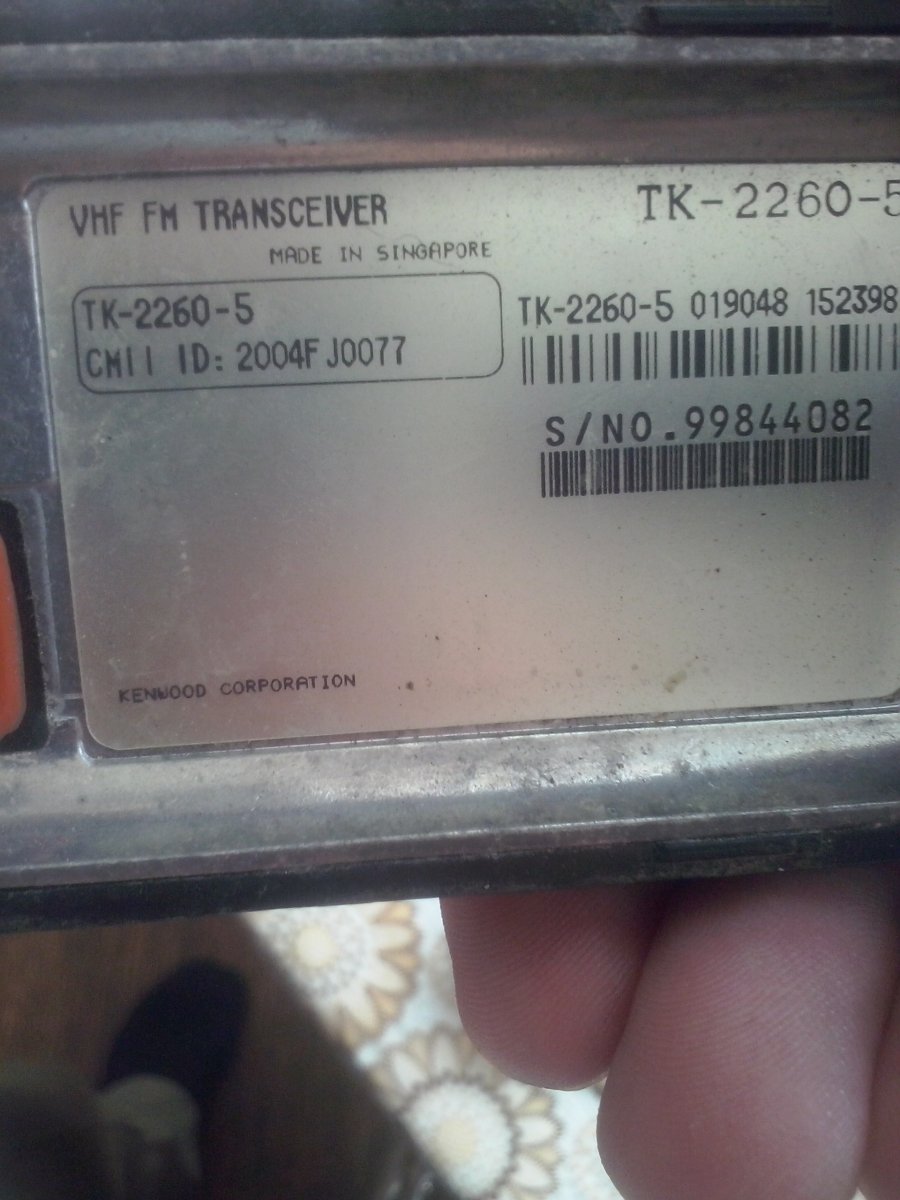 VHF FM TRANSCEIVER
TK-2260-5
MADE IN SINGAPORE
TK-2260-5
CMII ID: 2004FJ0077
TK-2260-5 019048 152398
S/NO.99844082
KENWOOD CORPORATION